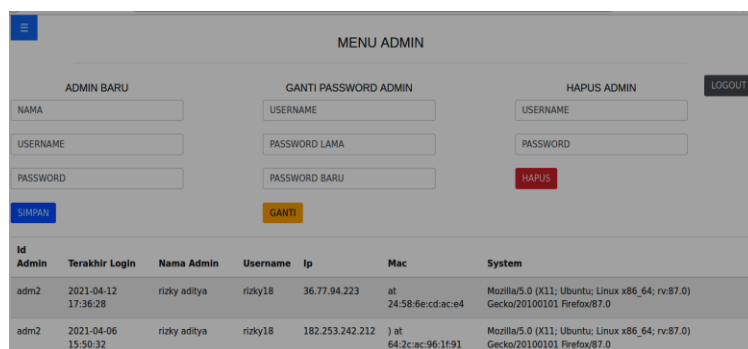 MENU ADMIN
LOGOUT
ADMIN BARU
NAMA
USERNAME
PASSWORD
SIMPAN
GANTI PASSWORD ADMIN
USERNAME
PASSWORD LAMA
PASSWORD BARU
GANTI
HAPUS ADMIN
USERNAME
PASSWORD
HAPUS
Id Admin Terakhir Login Nama Admin Username Ip Mac System
adm2 2021-04-12 17:36:28 rizky aditya rizky18 36.77.94.223 at 24:58:6e:cd:ac:e4 Mozilla/5.0 (X11; Ubuntu; Linux x86_64; rv:87.0) Gecko/20100101 Firefox/87.0
adm2 2021-04-06 15:50:32 rizky aditya rizky18 182.253.242.212 ) at 64:2c:ac:96:1f:91 Mozilla/5.0 (X11; Ubuntu; Linux x86_64; rv:87.0) Gecko/20100101 Firefox/87.0